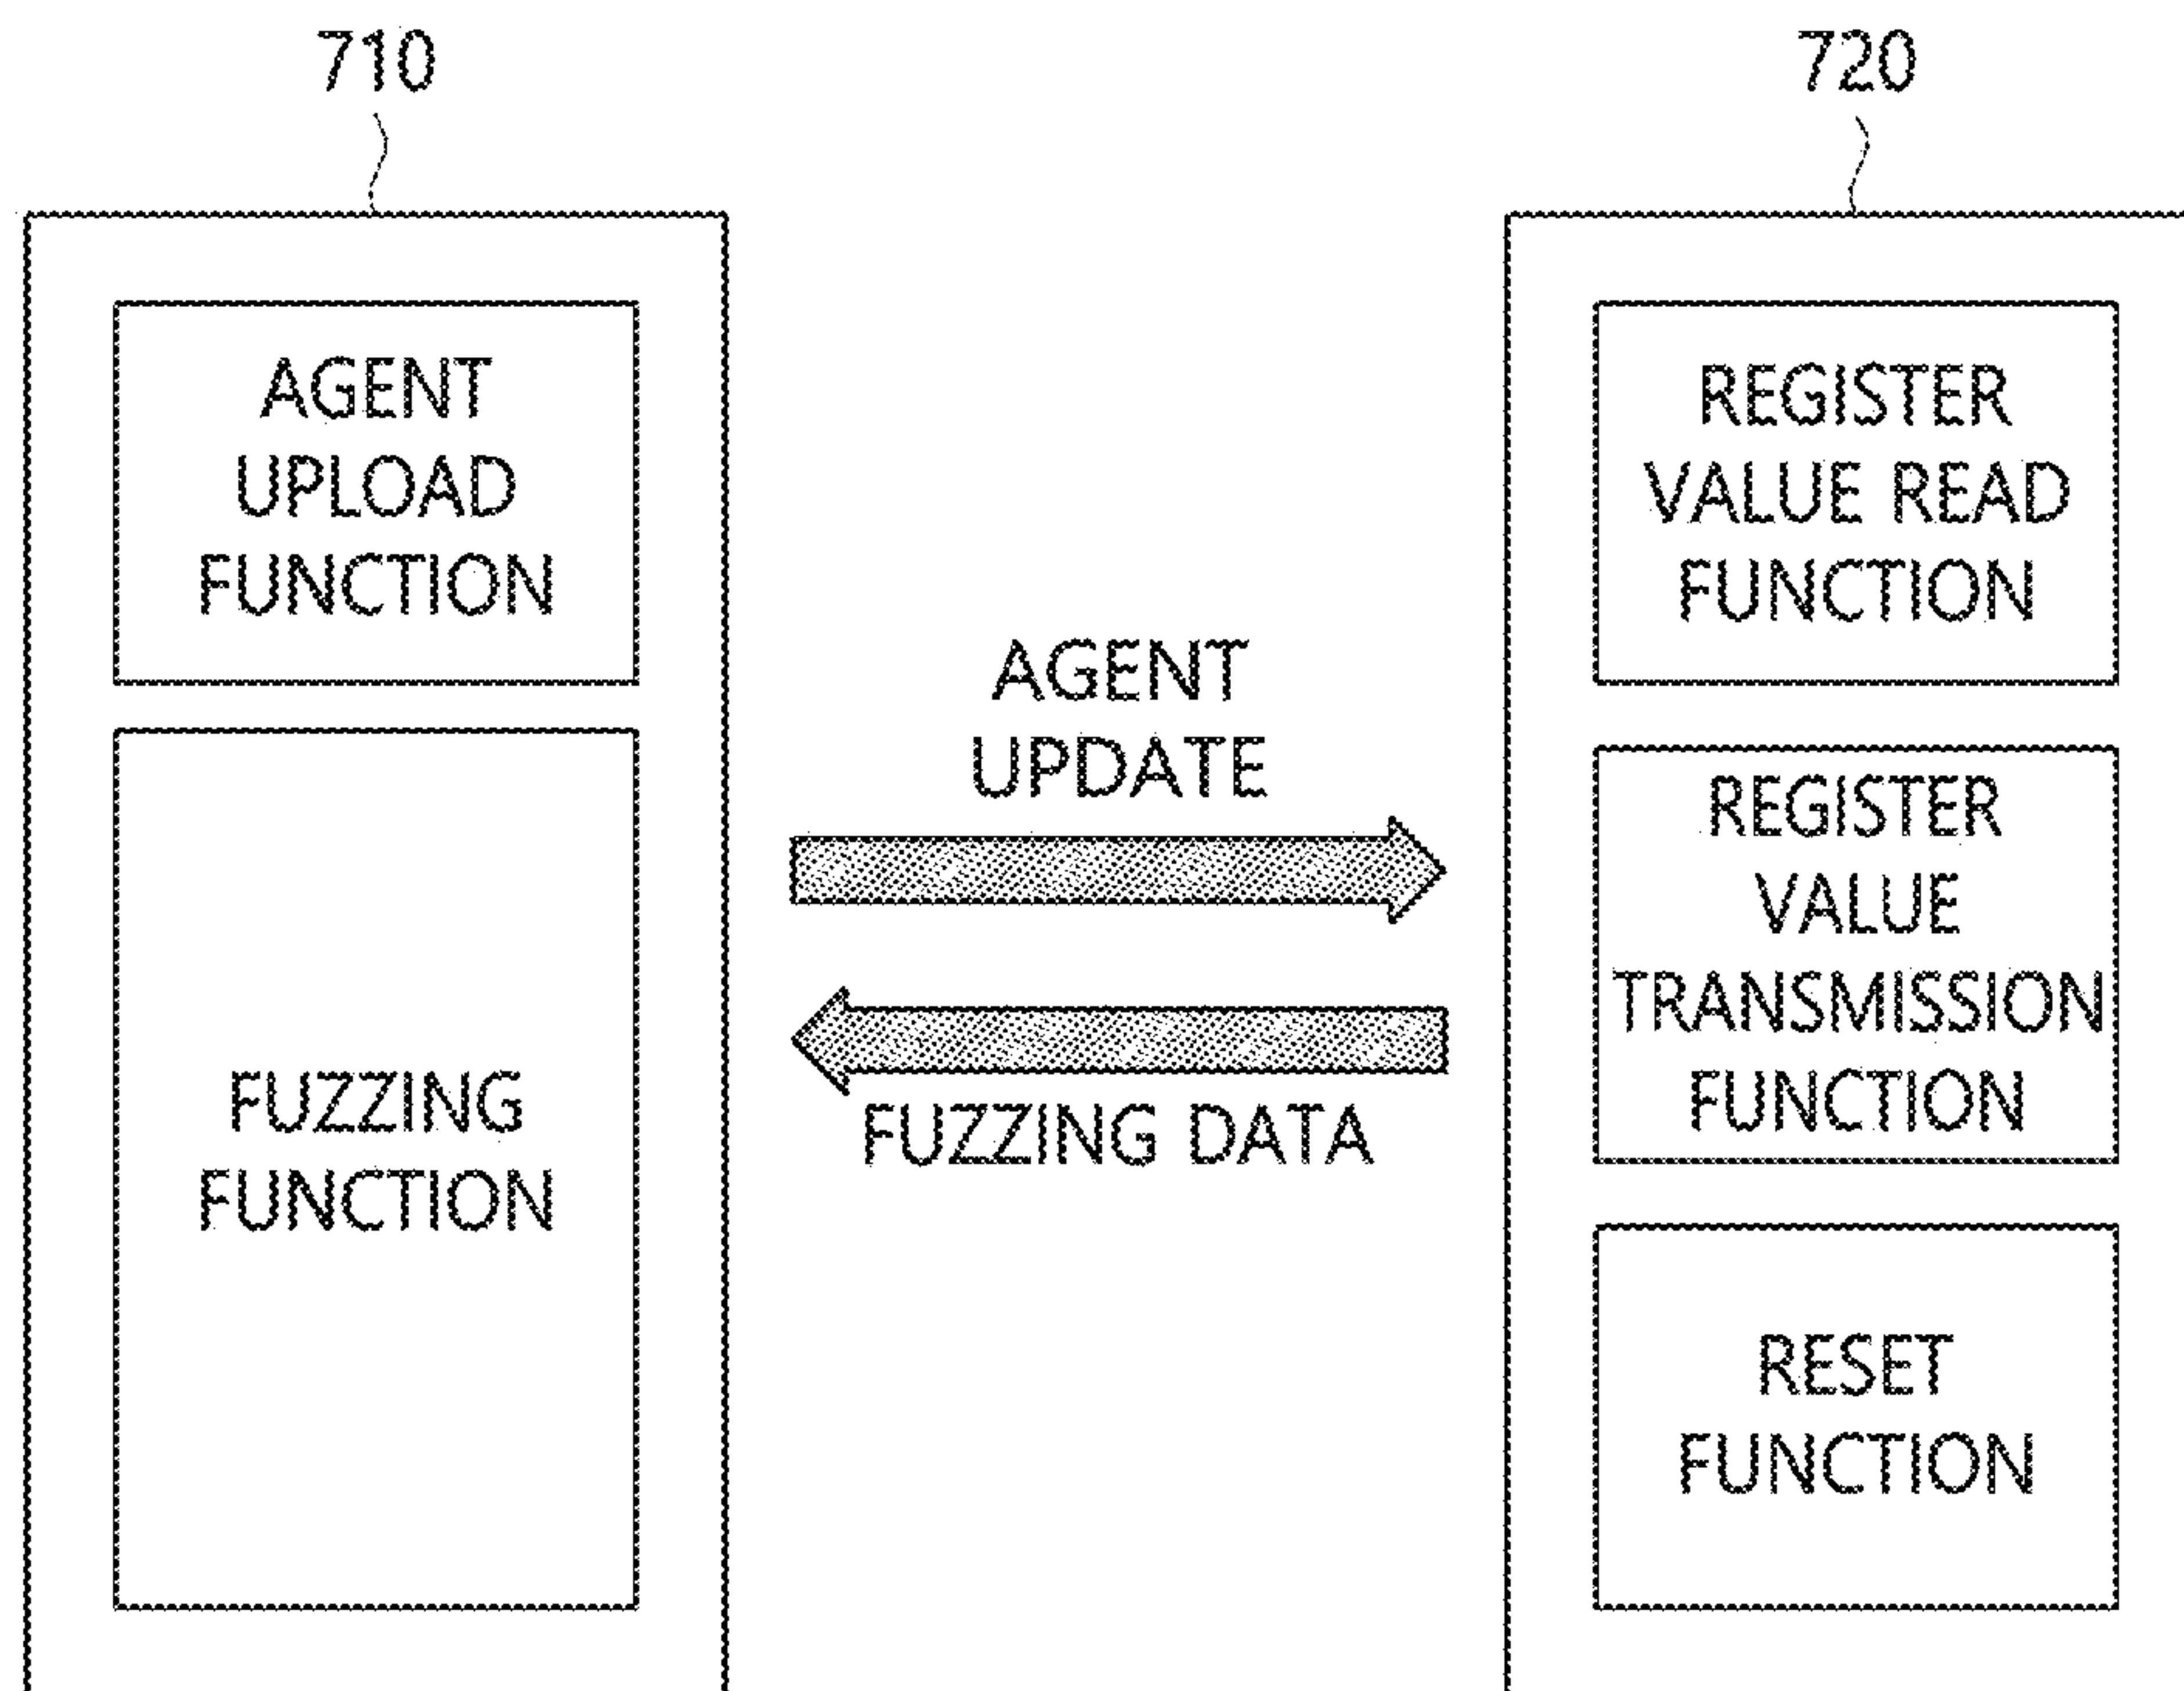 710
720
AGENT
UPLOAD
FUNCTION
FUZZING
FUNCTION
AGENT
UPDATE
FUZZING DATA
REGISTER
VALUE READ
FUNCTION
REGISTER
VALUE
TRANSMISSION
FUNCTION
RESET
FUNCTION